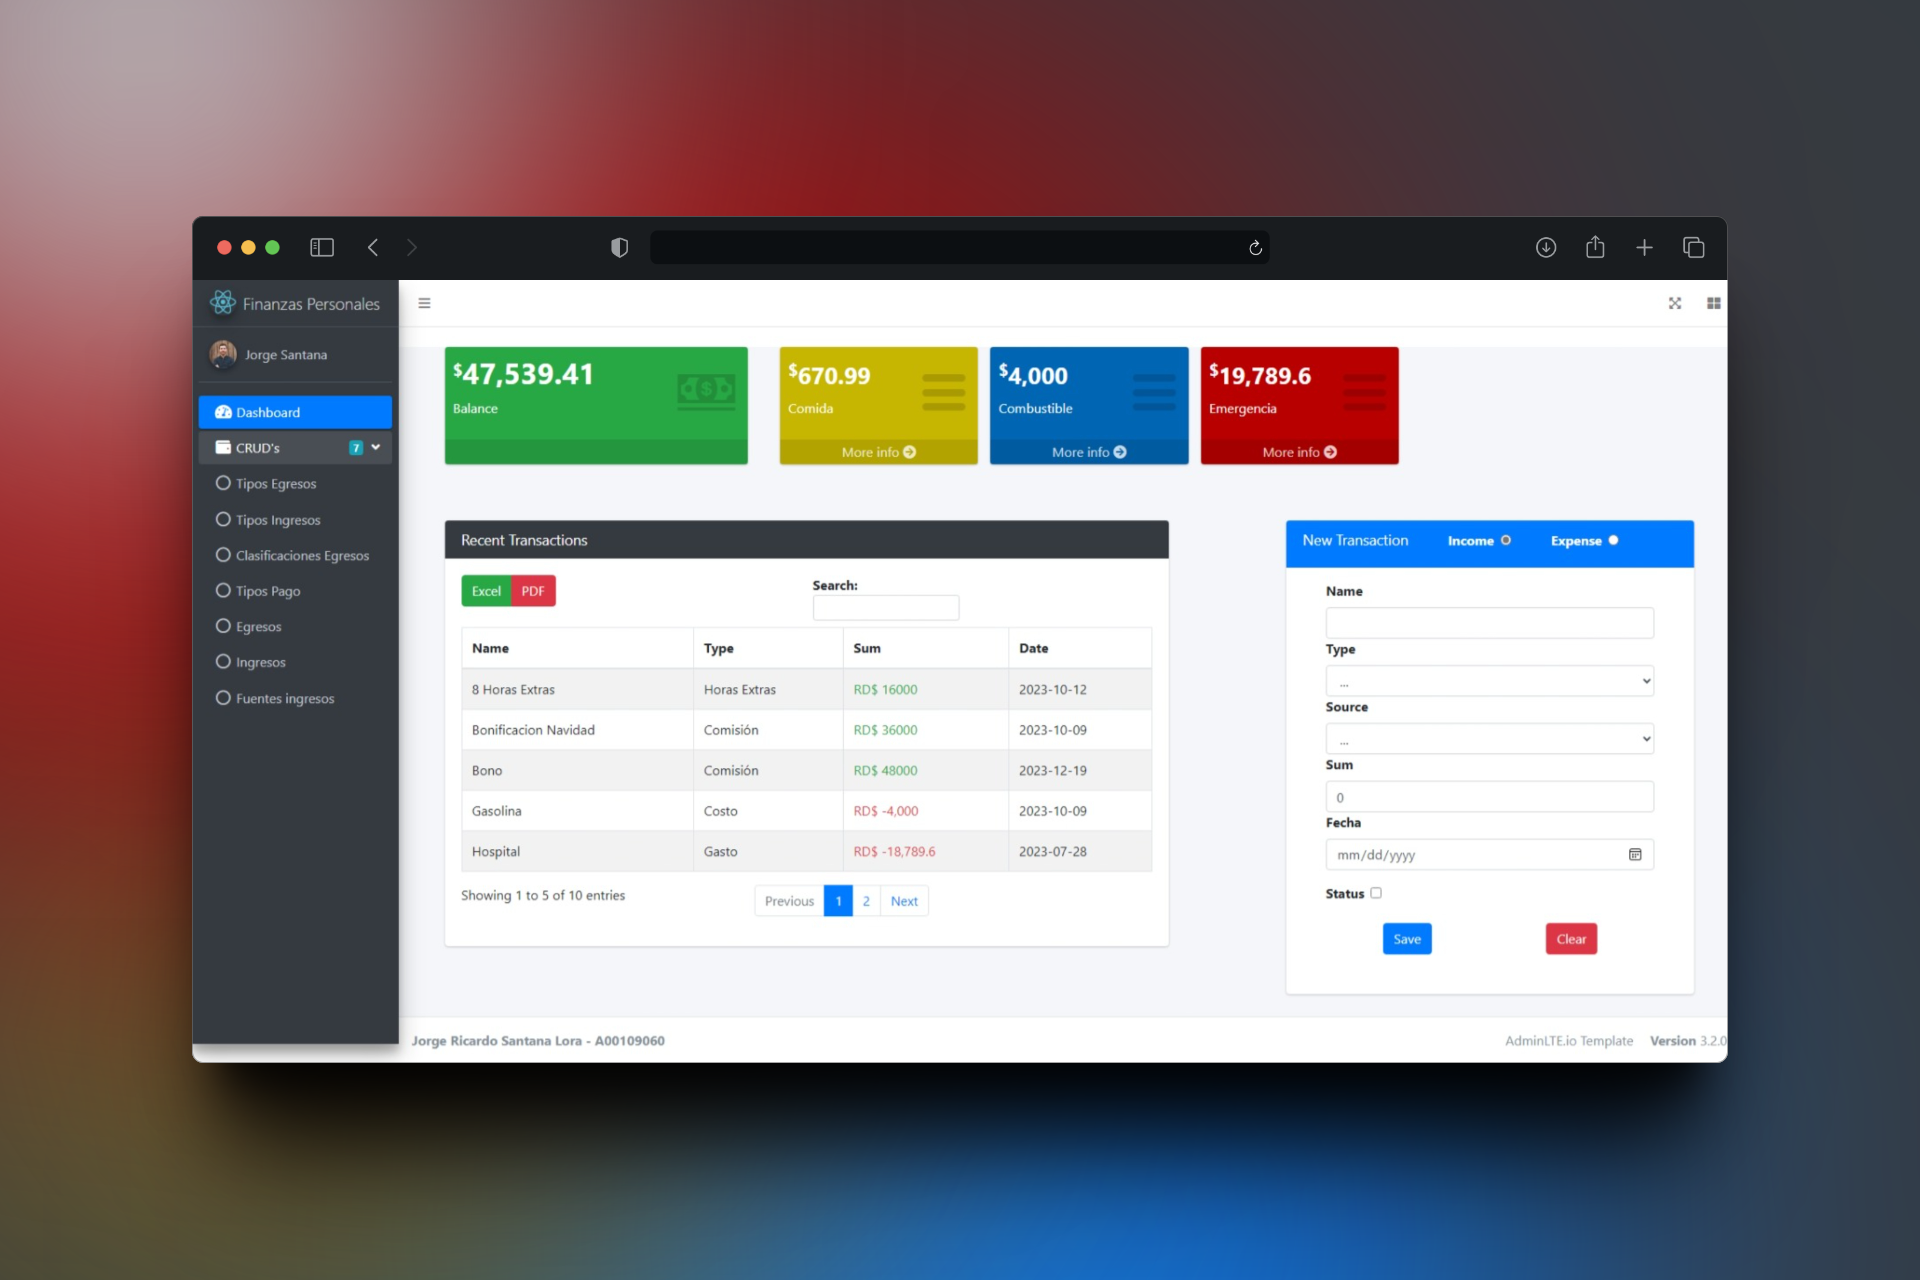 Finanzas Personales
Jorge Santana
Dashboard
CRUD's 7
Tipos Egresos
Tipos Ingresos
Clasificaciones Egresos
Tipos Pago
Egresos
Ingresos
Fuentes ingresos
$47,539.41
Balance
$670.99
Comida
More info
$4,000
Combustible
More info
$19,789.6
Emergencia
More info
Recent Transactions
Excel PDF
Search:
Name Type Sum Date
8 Horas Extras Horas Extras RD$ 16000 2023-10-12
Bonificacion Navidad Comisión RD$ 36000 2023-10-09
Bono Comisión RD$ 48000 2023-12-19
Gasolina Costo RD$ -4,000 2023-10-09
Hospital Gasto RD$ -18,789.6 2023-07-28
Showing 1 to 5 of 10 entries
Previous 1 2 Next
New Transaction Income Expense
Name
Type
...
Source
...
Sum
0
Fecha
mm/dd/yyyy
Status
Save Clear
Jorge Ricardo Santana Lora - A00109060
AdminLTE.io Template Version 3.2.0